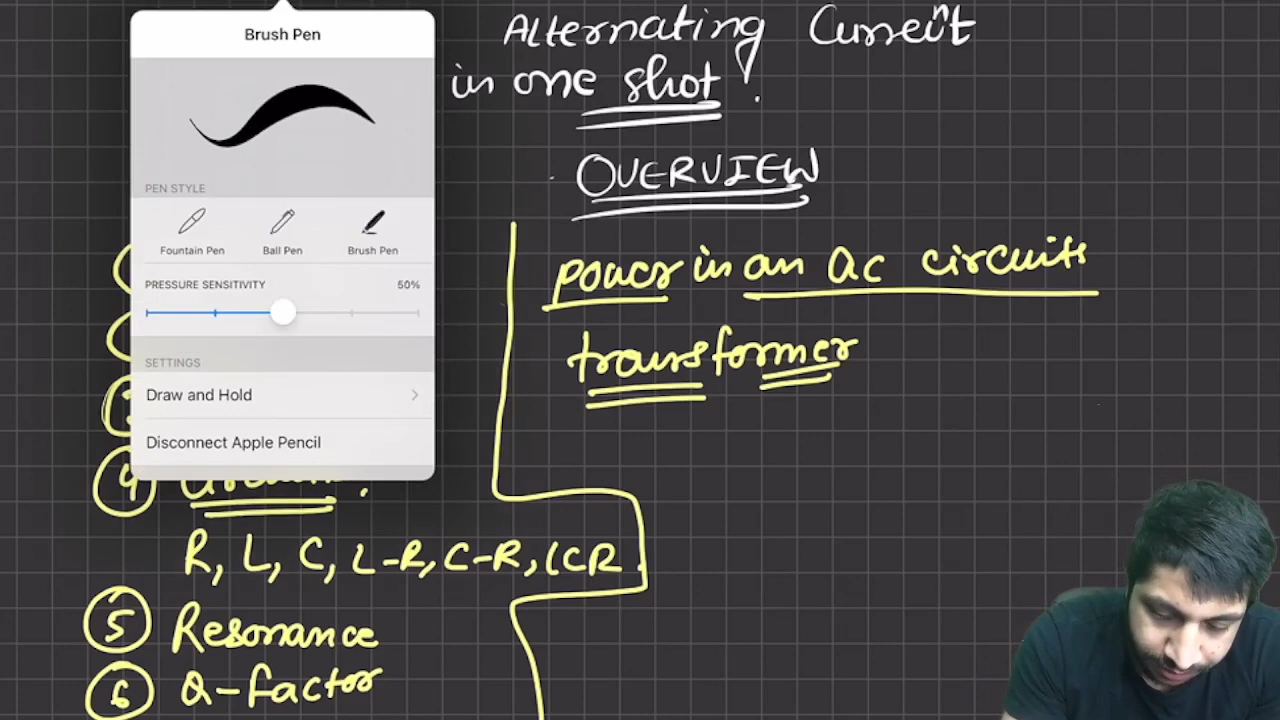 Alternating Current
in one shot!
OVERVIEW
Brush Pen
PEN STYLE
Fountain Pen
Ball Pen
Brush Pen
PRESSURE SENSITIVITY 50%
SETTINGS
Draw and Hold
Disconnect Apple Pencil
4
R, L, C, L-R, C-R, LCR.
5 Resonance
6 Q-factor
power in an ac circuits
transformer